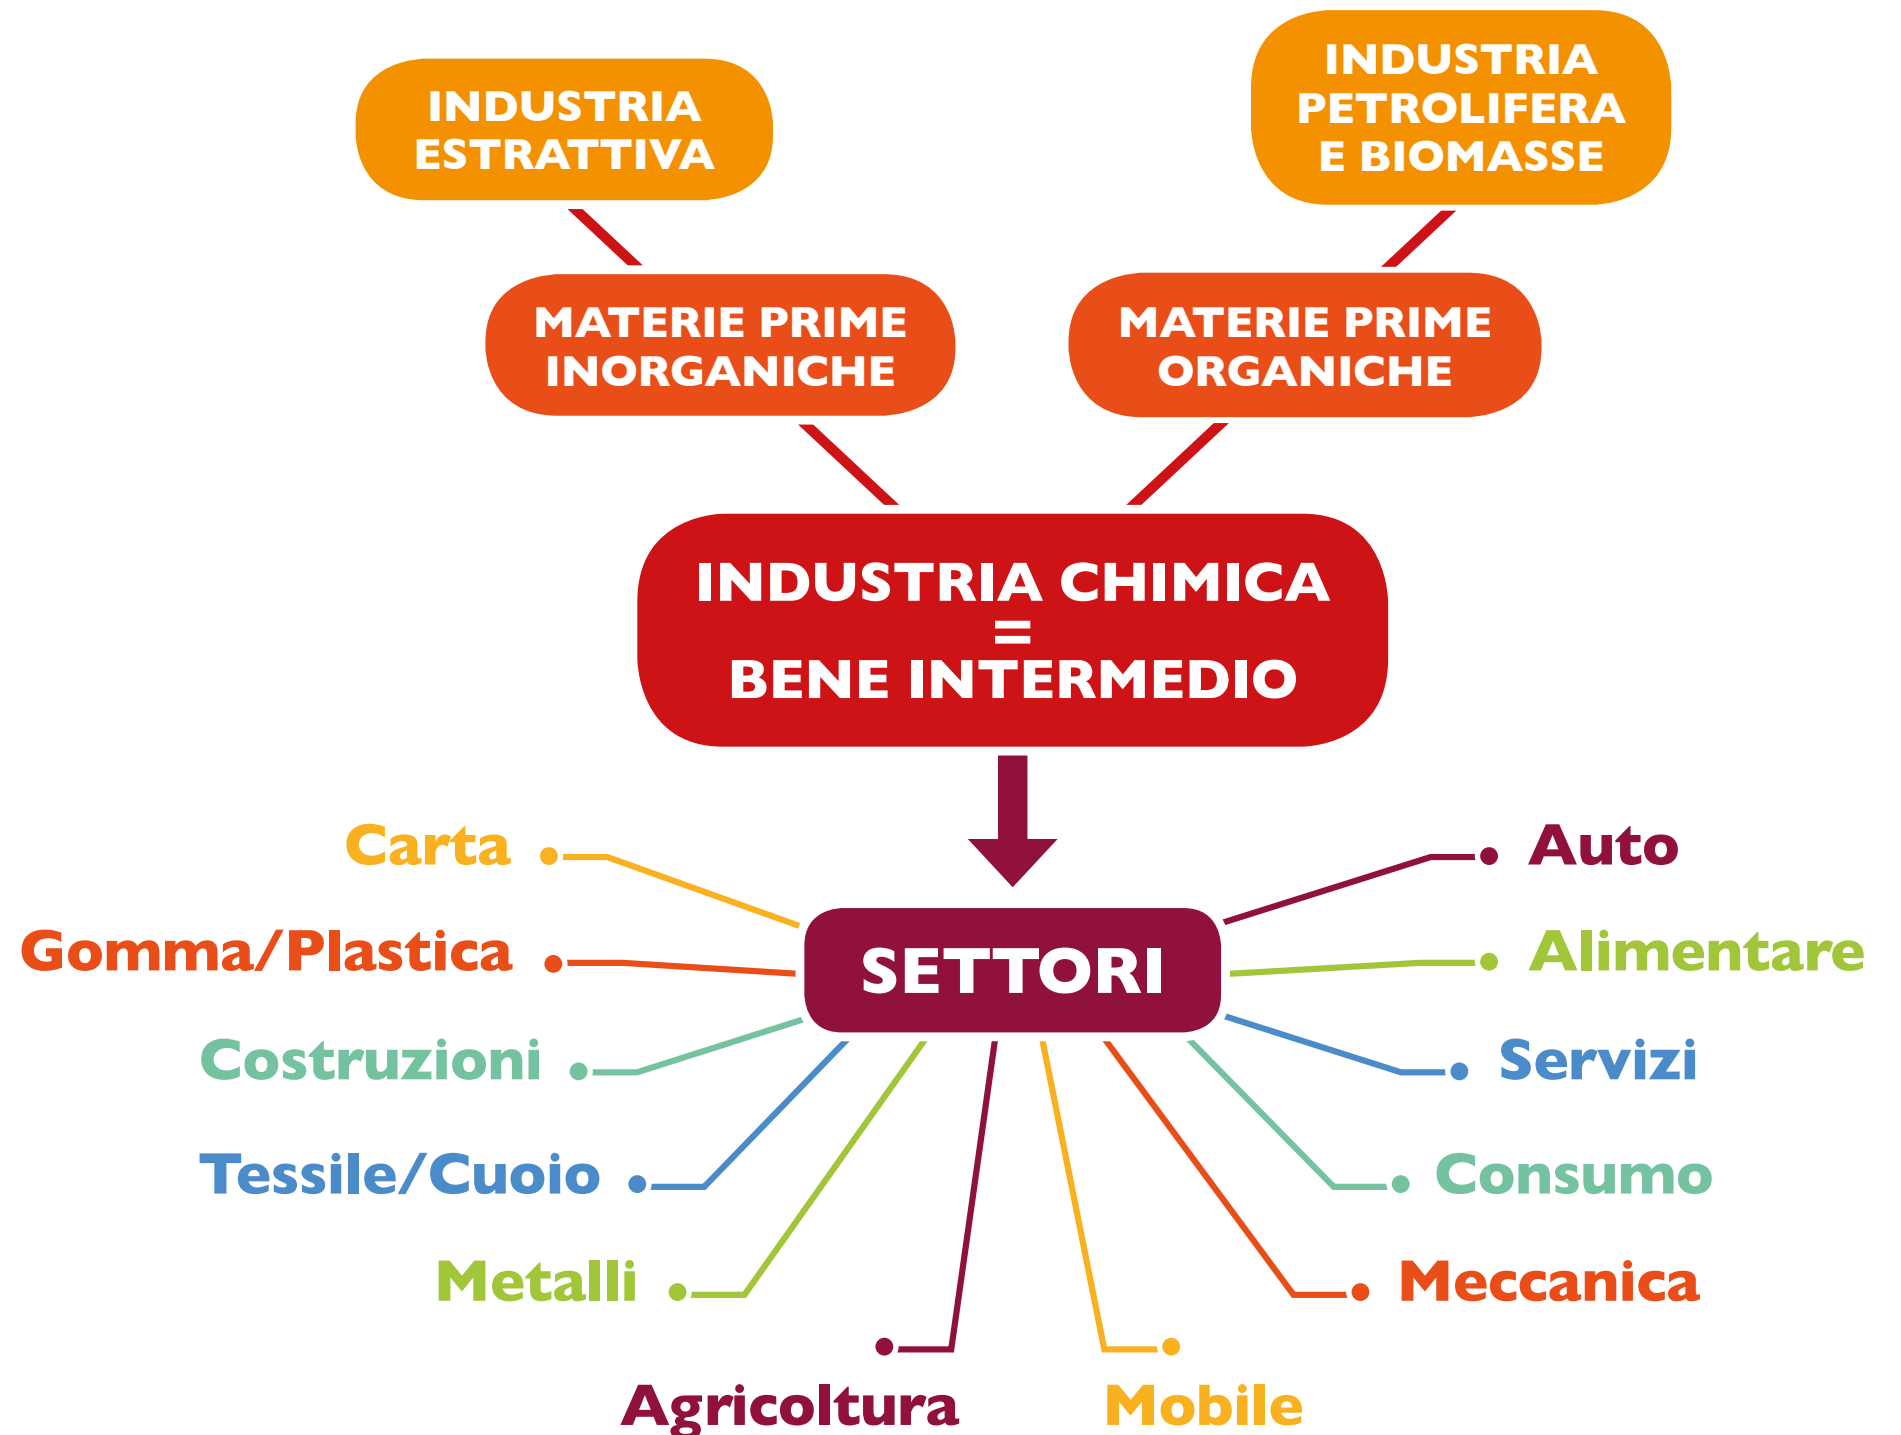 INDUSTRIA
ESTRATTIVA
INDUSTRIA
PETROLIFERA
E BIOMASSE
MATERIE PRIME
INORGANICHE
MATERIE PRIME
ORGANICHE
INDUSTRIA CHIMICA
=
BENE INTERMEDIO
SETTORI
Carta
Gomma/Plastica
Costruzioni
Tessile/Cuoio
Metalli
Agricoltura
Mobile
Meccanica
Consumo
Servizi
Alimentare
Auto